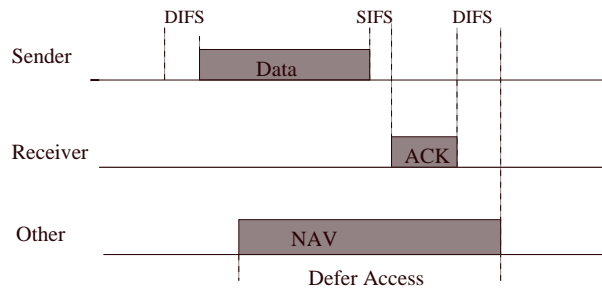 DIFS SIFS DIFS
Sender
Data
Receiver
ACK
Other
NAV
Defer Access